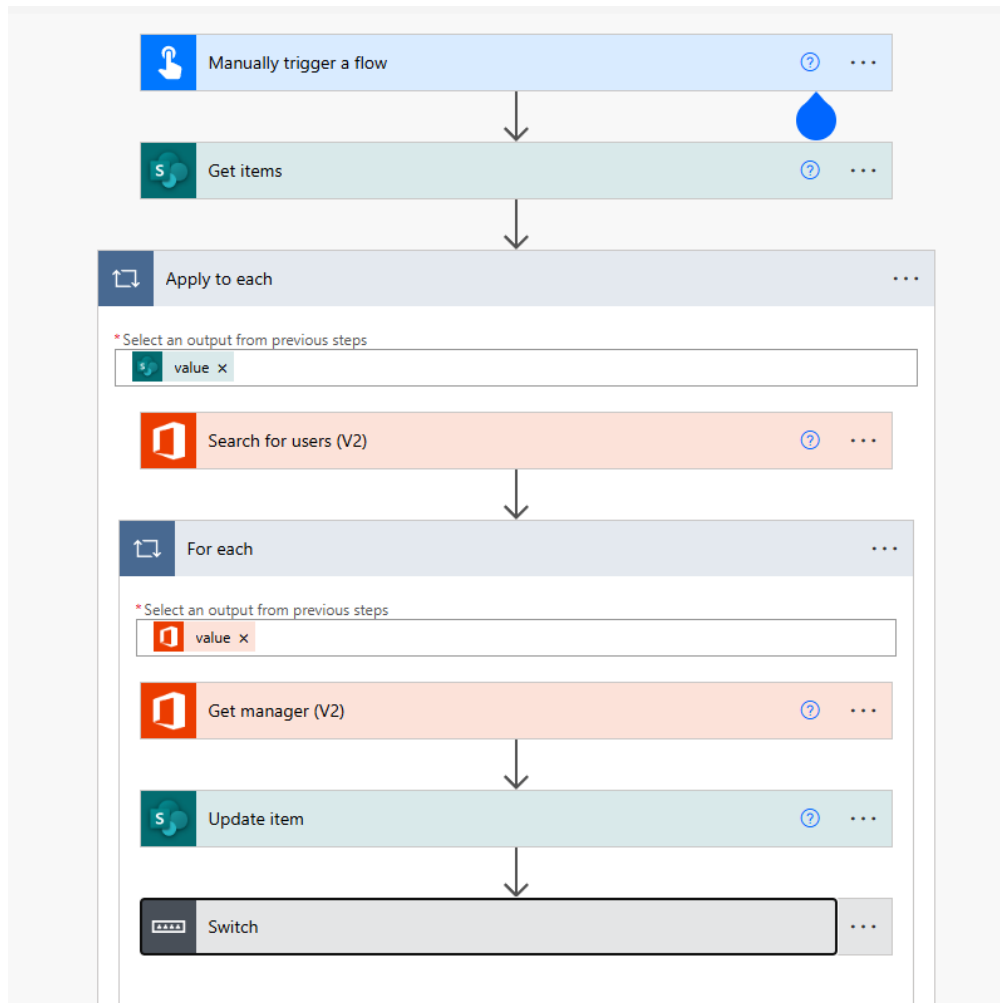 Manually trigger a flow
Get items
Apply to each
*Select an output from previous steps
value ×
Search for users (V2)
For each
*Select an output from previous steps
value ×
Get manager (V2)
Update item
Switch